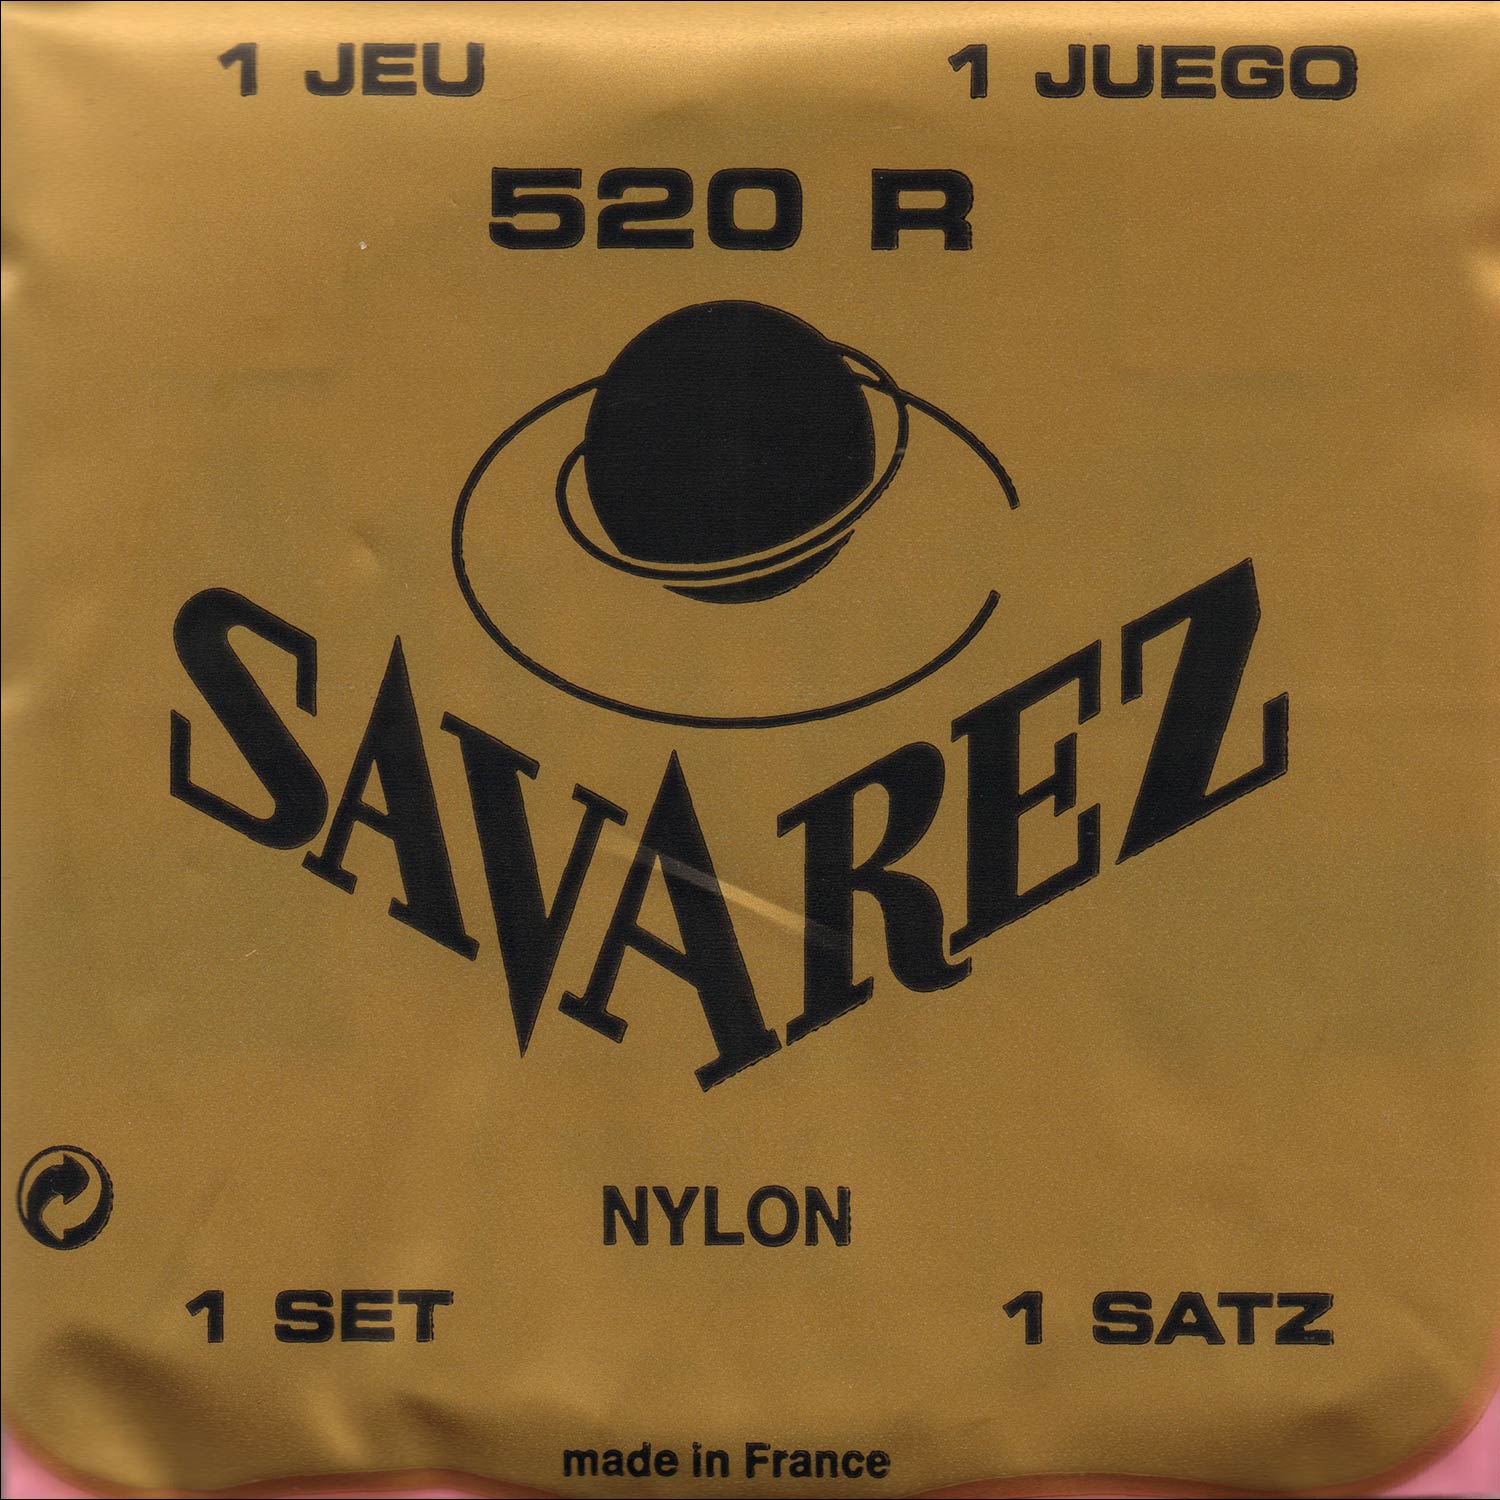 1 JEU
1 JUEGO
520 R
SAVAREZ
NYLON
1 SET
1 SATZ
made in France